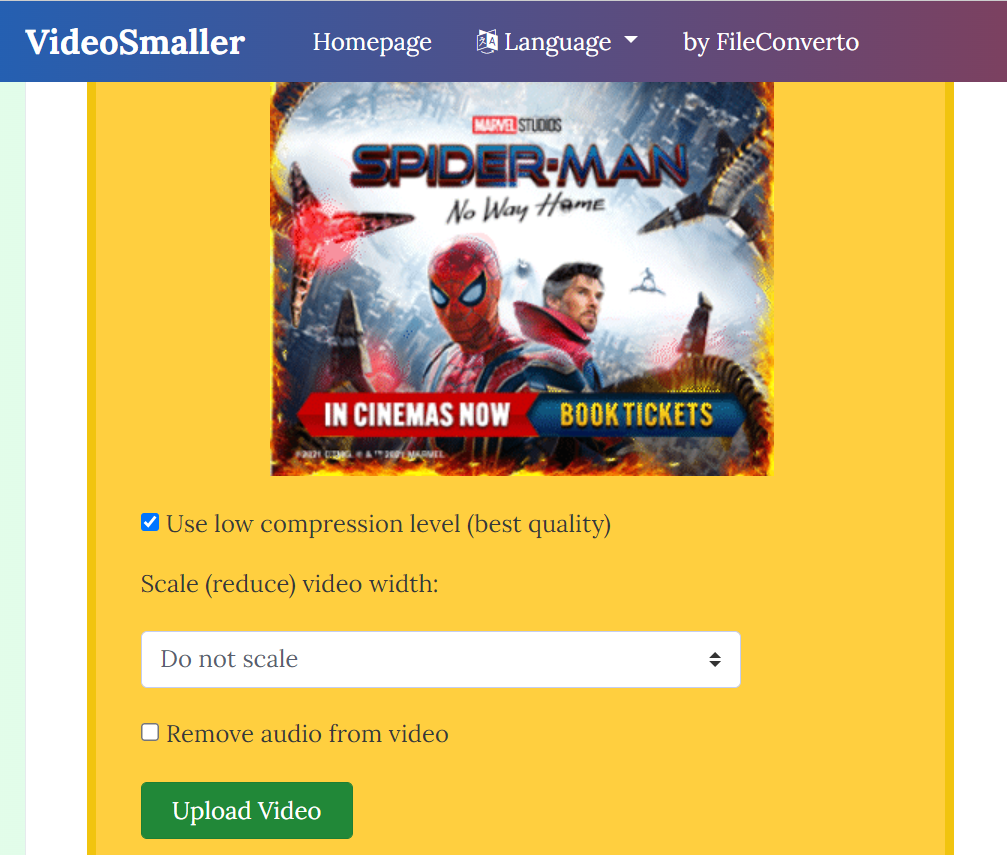 VideoSmaller
Homepage
Language
by FileConverto
MARVEL STUDIOS
SPIDER-MAN
No Way Home
IN CINEMAS NOW
BOOK TICKETS
Use low compression level (best quality)
Scale (reduce) video width:
Do not scale
Remove audio from video
Upload Video